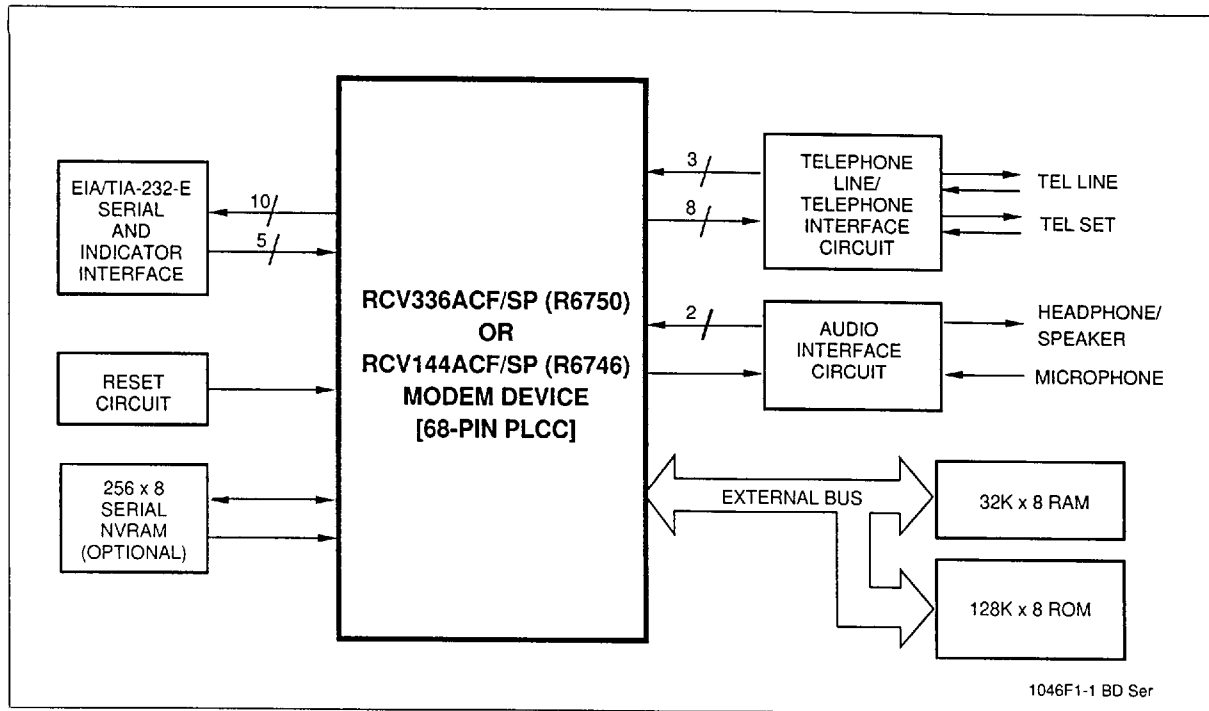 EIA/TIA-232-E
SERIAL
AND
INDICATOR
INTERFACE
10
5
RESET
CIRCUIT
256 x 8
SERIAL
NVRAM
(OPTIONAL)
RCV336ACF/SP (R6750)
OR
RCV144ACF/SP (R6746)
MODEM DEVICE
[68-PIN PLCC]
3
8
TELEPHONE
LINE/
TELEPHONE
INTERFACE
CIRCUIT
TEL LINE
TEL SET
2
AUDIO
INTERFACE
CIRCUIT
HEADPHONE/
SPEAKER
MICROPHONE
EXTERNAL BUS
32K x 8 RAM
128K x 8 ROM
1046F1-1 BD Ser